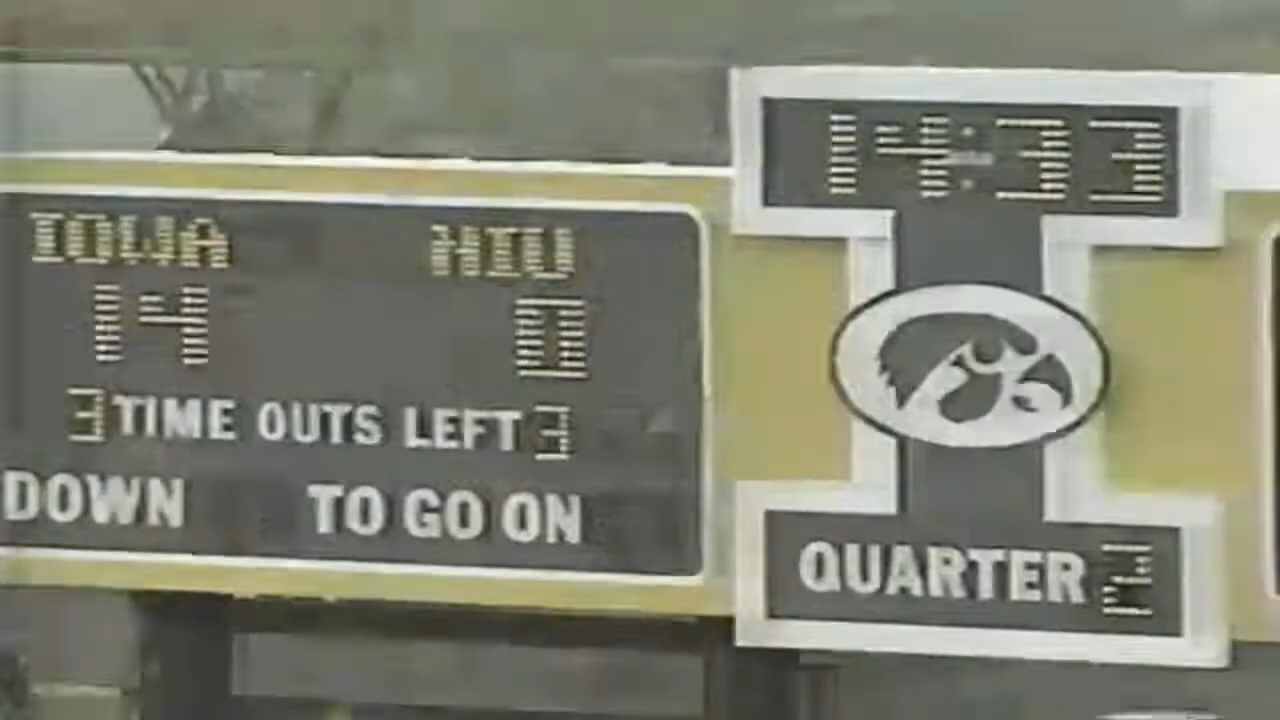 14:33
IOWA NIU
14 0
3 TIME OUTS LEFT 3
DOWN TO GO ON
QUARTER 2